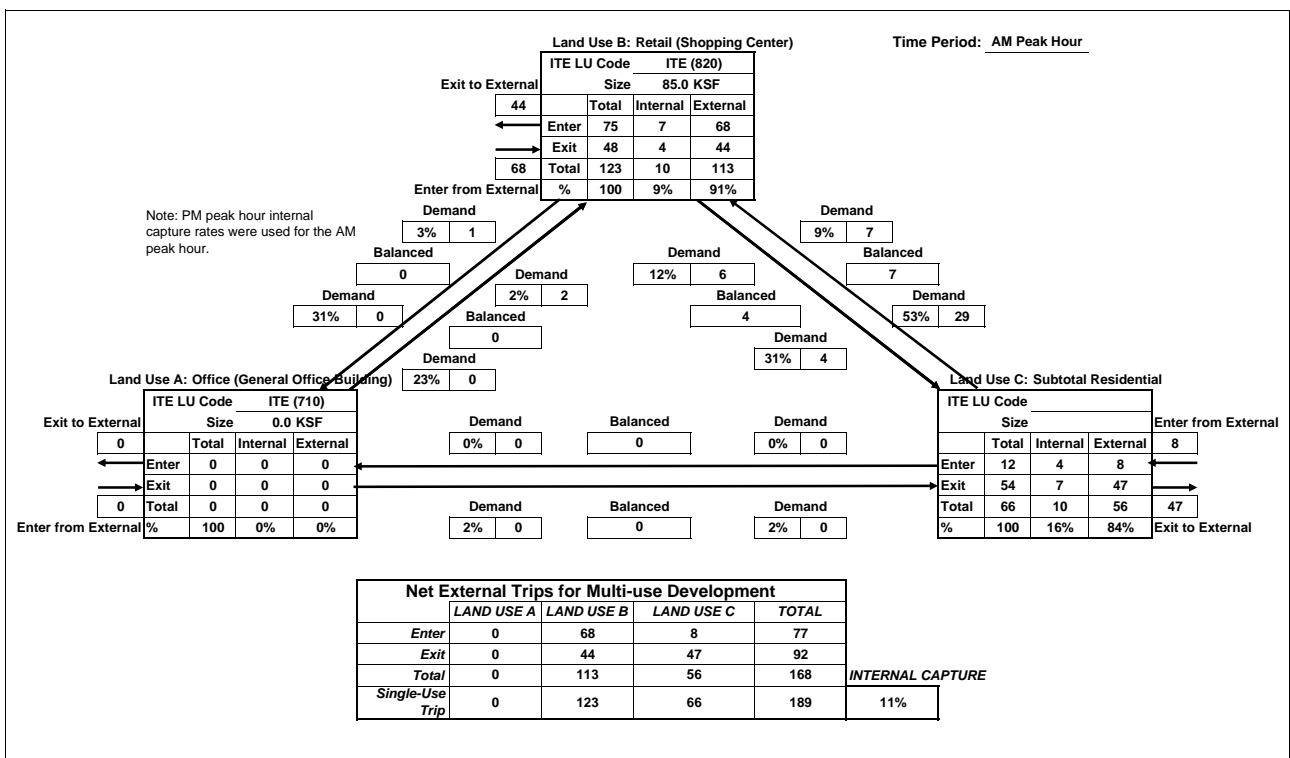 Land Use B: Retail (Shopping Center)
Time Period: AM Peak Hour
ITE LU Code ITE (820)
Exit to External Size 85.0 KSF
44 Total Internal External
Enter 75 7 68
Exit 48 4 44
68 Total 123 10 113
Enter from External % 100 9% 91%
Note: PM peak hour internal
capture rates were used for the AM
peak hour.
Demand
3% 1
Balanced
0
Demand
31% 0
Demand
2% 2
Balanced
0
Demand
23% 0
Demand
12% 6
Balanced
4
Demand
31% 4
Demand
9% 7
Balanced
7
Demand
53% 29
Land Use A: Office (General Office Building)
ITE LU Code ITE (710)
Exit to External Size 0.0 KSF
0 Total Internal External
Enter 0 0 0
Exit 0 0 0
0 Total 0 0 0
Enter from External % 100 0% 0%
Demand Balanced Demand
0% 0 0 0% 0
Demand Balanced Demand
2% 0 0 2% 0
Land Use C: Subtotal Residential
ITE LU Code
Size Enter from External
Total Internal External 8
Enter 12 4 8
Exit 54 7 47
Total 66 10 56 47
% 100 16% 84% Exit to External
Net External Trips for Multi-use Development
LAND USE A LAND USE B LAND USE C TOTAL
Enter 0 68 8 77
Exit 0 44 47 92
Total 0 113 56 168 INTERNAL CAPTURE
Single-Use
Trip 0 123 66 189 11%